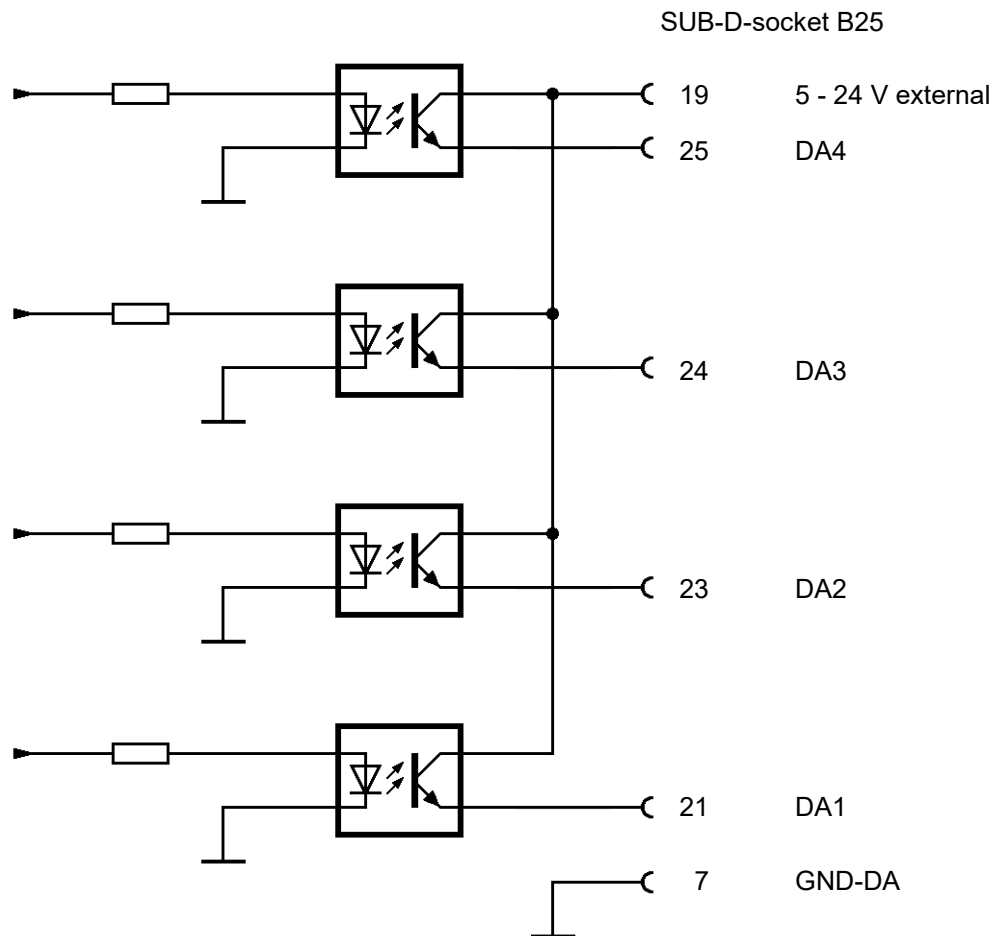 SUB-D-socket B25
19 5 - 24 V external
25 DA4
24 DA3
23 DA2
21 DA1
7 GND-DA